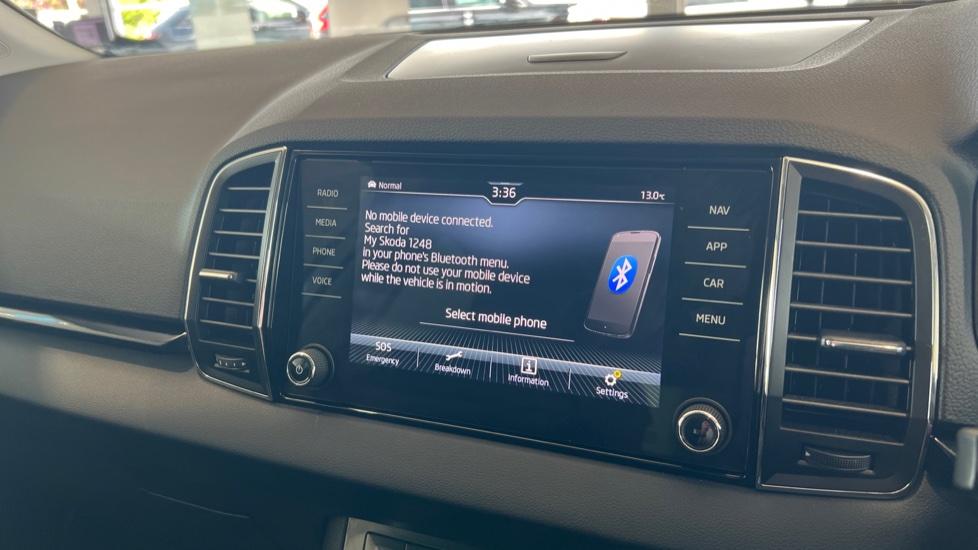 RADIO
MEDIA
PHONE
VOICE
Normal
3:36
13.0°C
No mobile device connected.
Search for
My Skoda 1248
in your phone's Bluetooth menu.
Please do not use your mobile device
while the vehicle is in motion.
Select mobile phone
SOS
Emergency
Breakdown
Information
Settings
NAV
APP
CAR
MENU